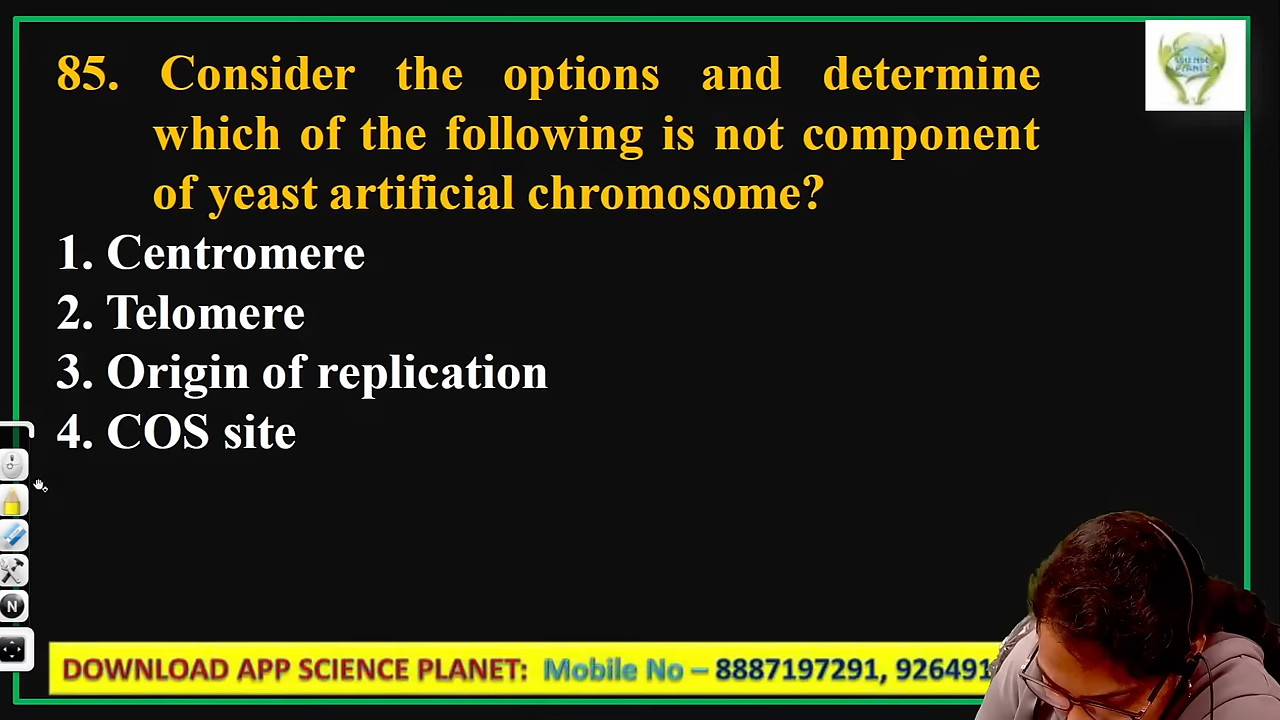 85. Consider the options and determine
which of the following is not component
of yeast artificial chromosome?
1. Centromere
2. Telomere
3. Origin of replication
4. COS site
N
DOWNLOAD APP SCIENCE PLANET: Mobile No – 8887197291, 926491